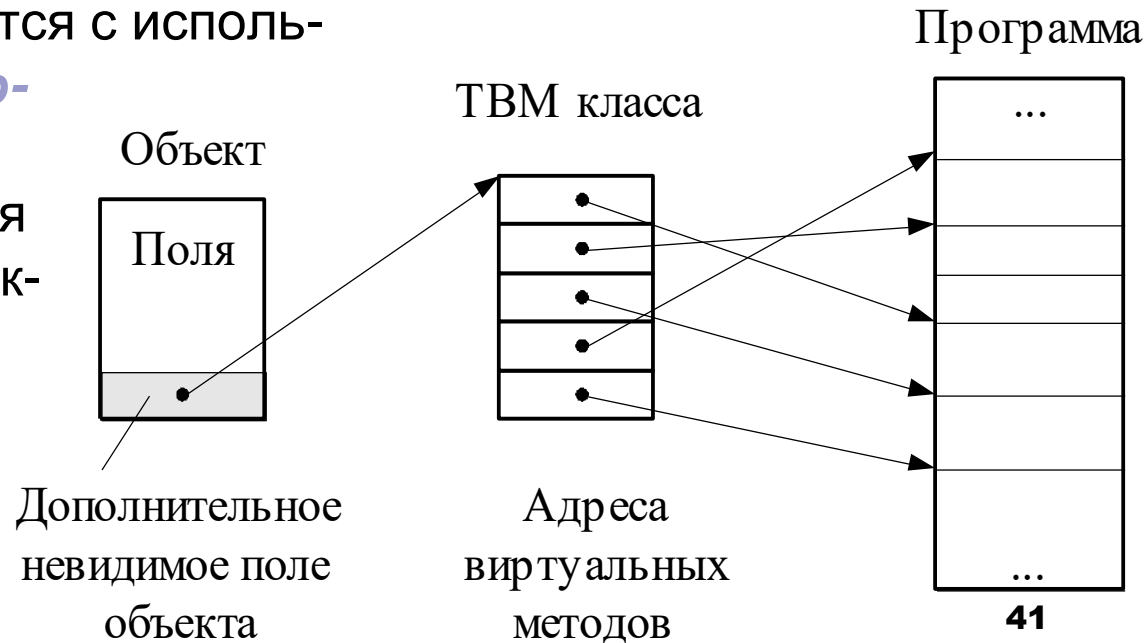 тся с исполь-
о-
я
к-
Объект
Поля
Дополнительное
невидимое поле
объекта
ТВМ класса
Адреса
виртуальных
методов
Программа
...
...
41